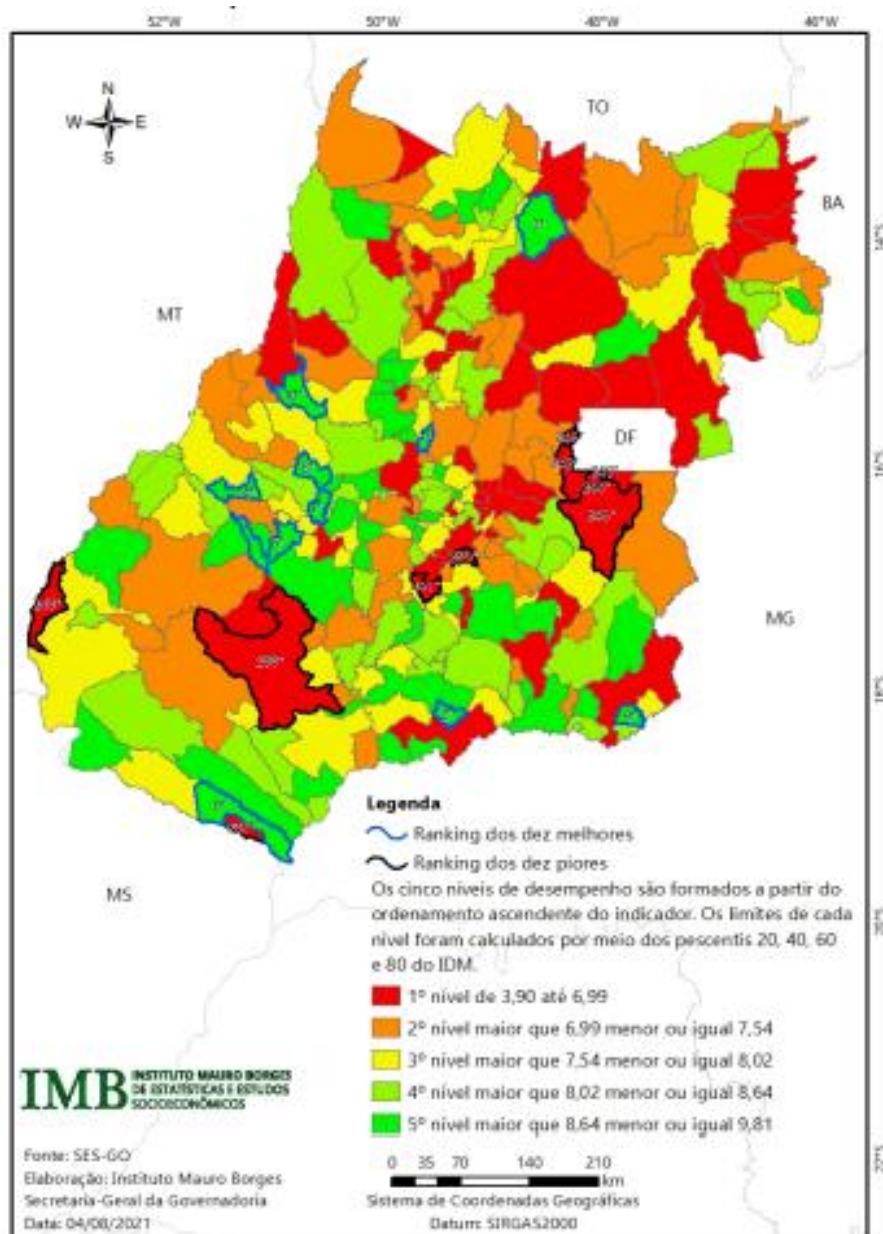 52°W 50°W 48°W 46°W
N
W E
S
TO
BA
14°S
MT
DF
16°S
MG
18°S
MS
Legenda
Ranking dos dez melhores
Ranking dos dez piores
Os cinco níveis de desempenho são formados a partir do
ordenamento ascendente do indicador. Os limites de cada
nível foram calculados por meio dos pescentis 20, 40, 60
e 80 do IDM.
20°S
1º nível de 3,90 até 6,99
2º nível maior que 6,99 menor ou igual 7,54
3º nível maior que 7,54 menor ou igual 8,02
4º nível maior que 8,02 menor ou igual 8,64
5º nível maior que 8,64 menor ou igual 9,81
IMB INSTITUTO MAURO BORGES
DE ESTATÍSTICAS E ESTUDOS
SOCIOECONÔMICOS
22°S
Fonte: SES-GO
Elaboração: Instituto Mauro Borges
Secretaria-Geral da Governadoria
Data: 04/08/2021
0 35 70 140 210
km
Sistema de Coordenadas Geográficas
Datum: SIRGAS2000